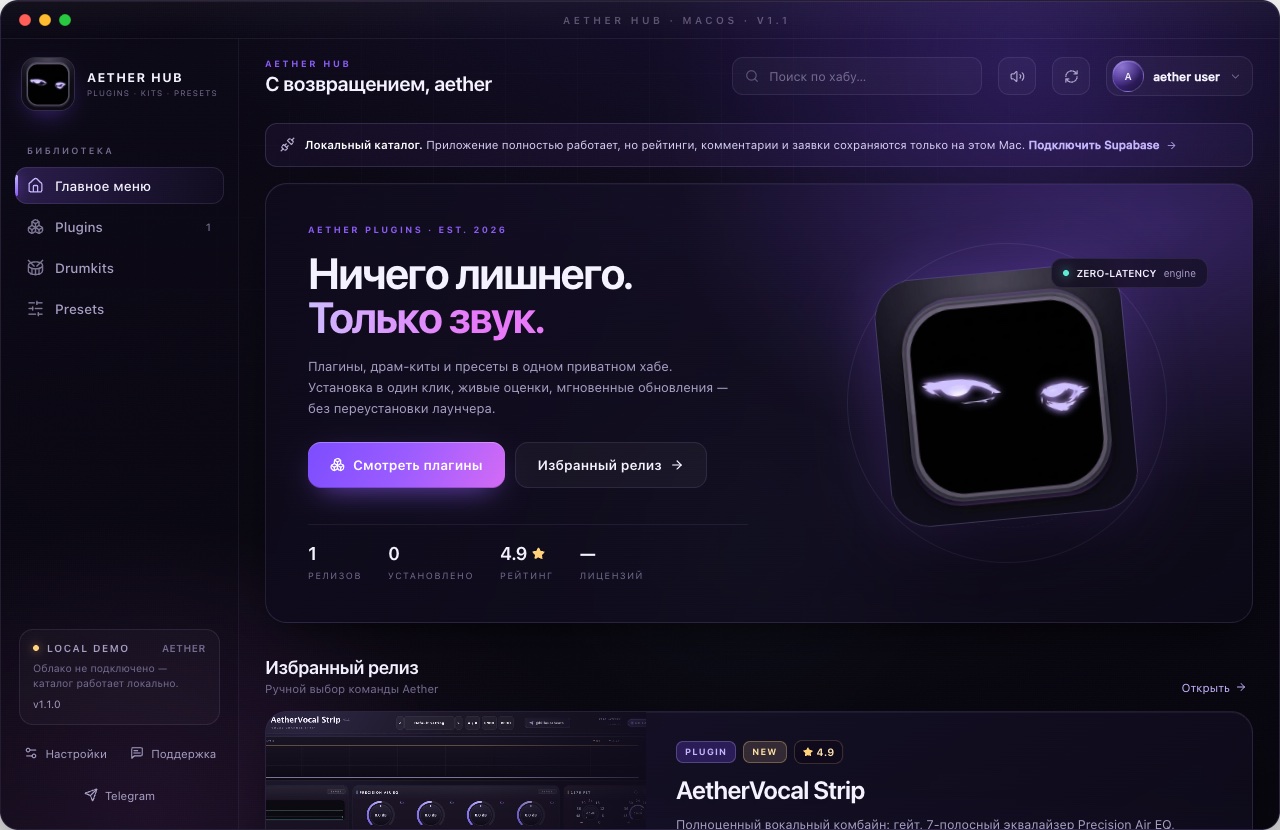 AETHER HUB · MACOS · V1.1
AETHER HUB
PLUGINS · KITS · PRESETS
БИБЛИОТЕКА
Главное меню
Plugins 1
Drumkits
Presets
LOCAL DEMO AETHER
Облако не подключено —
каталог работает локально.
v1.1.0
Настройки Поддержка
Telegram
AETHER HUB
С возвращением, aether
Поиск по хабу...
A aether user
Локальный каталог. Приложение полностью работает, но рейтинги, комментарии и заявки сохраняются только на этом Mac. Подключить Supabase →
AETHER PLUGINS · EST. 2026
Ничего лишнего.
Только звук.
Плагины, драм-киты и пресеты в одном приватном хабе.
Установка в один клик, живые оценки, мгновенные обновления —
без переустановки лаунчера.
Смотреть плагины Избранный релиз →
1 0 4.9 —
РЕЛИЗОВ УСТАНОВЛЕНО РЕЙТИНГ ЛИЦЕНЗИЙ
ZERO-LATENCY engine
Избранный релиз
Ручной выбор команды Aether
Открыть →
AetherVocal Strip
PRECISION AIR EQ
PLUGIN NEW 4.9
AetherVocal Strip
Полноценный вокальный комбайн: гейт, 7-полосный эквалайзер Precision Air EQ,